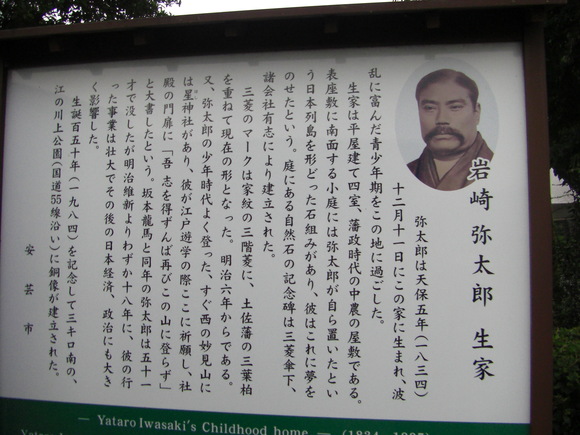 岩崎 弥太郎 生家
弥太郎は天保五年(一八三四)
十二月十一日にこの家に生まれ、波
乱に富んだ青少年期をこの地に過ごした。
生家は平屋建て四室、藩政時代の中農の屋敷である。
表座敷に南面する小庭には弥太郎が自ら置いたとい
う日本列島を形どった石組みがあり、彼はこれに夢を
のせたという。庭にある自然石の記念碑は三菱傘下、
諸会社有志により建立された。
三菱のマークは家紋の三階菱に、土佐藩の三葉柏
を重ねて現在の形となった。明治六年からである。
又、弥太郎の少年時代よく登った、すぐ西の妙見山に
は星神社があり、彼が江戸遊学の際ここに祈願し、社
殿の門扉に「吾 志を得ずんば再びこの山に登らず」
と大書したという。坂本龍馬と同年の弥太郎は五十一
才で没したが明治維新よりわずか十八年に、彼の行
った事業は壮大でその後の日本経済、政治にも大き
く影響した。
生誕百五十年(一九八四)を記念して三キロ南の、
江の川上公園(国道55線沿い)に銅像が建立された。
安芸市
— Yataro Iwasaki's Childhood home —